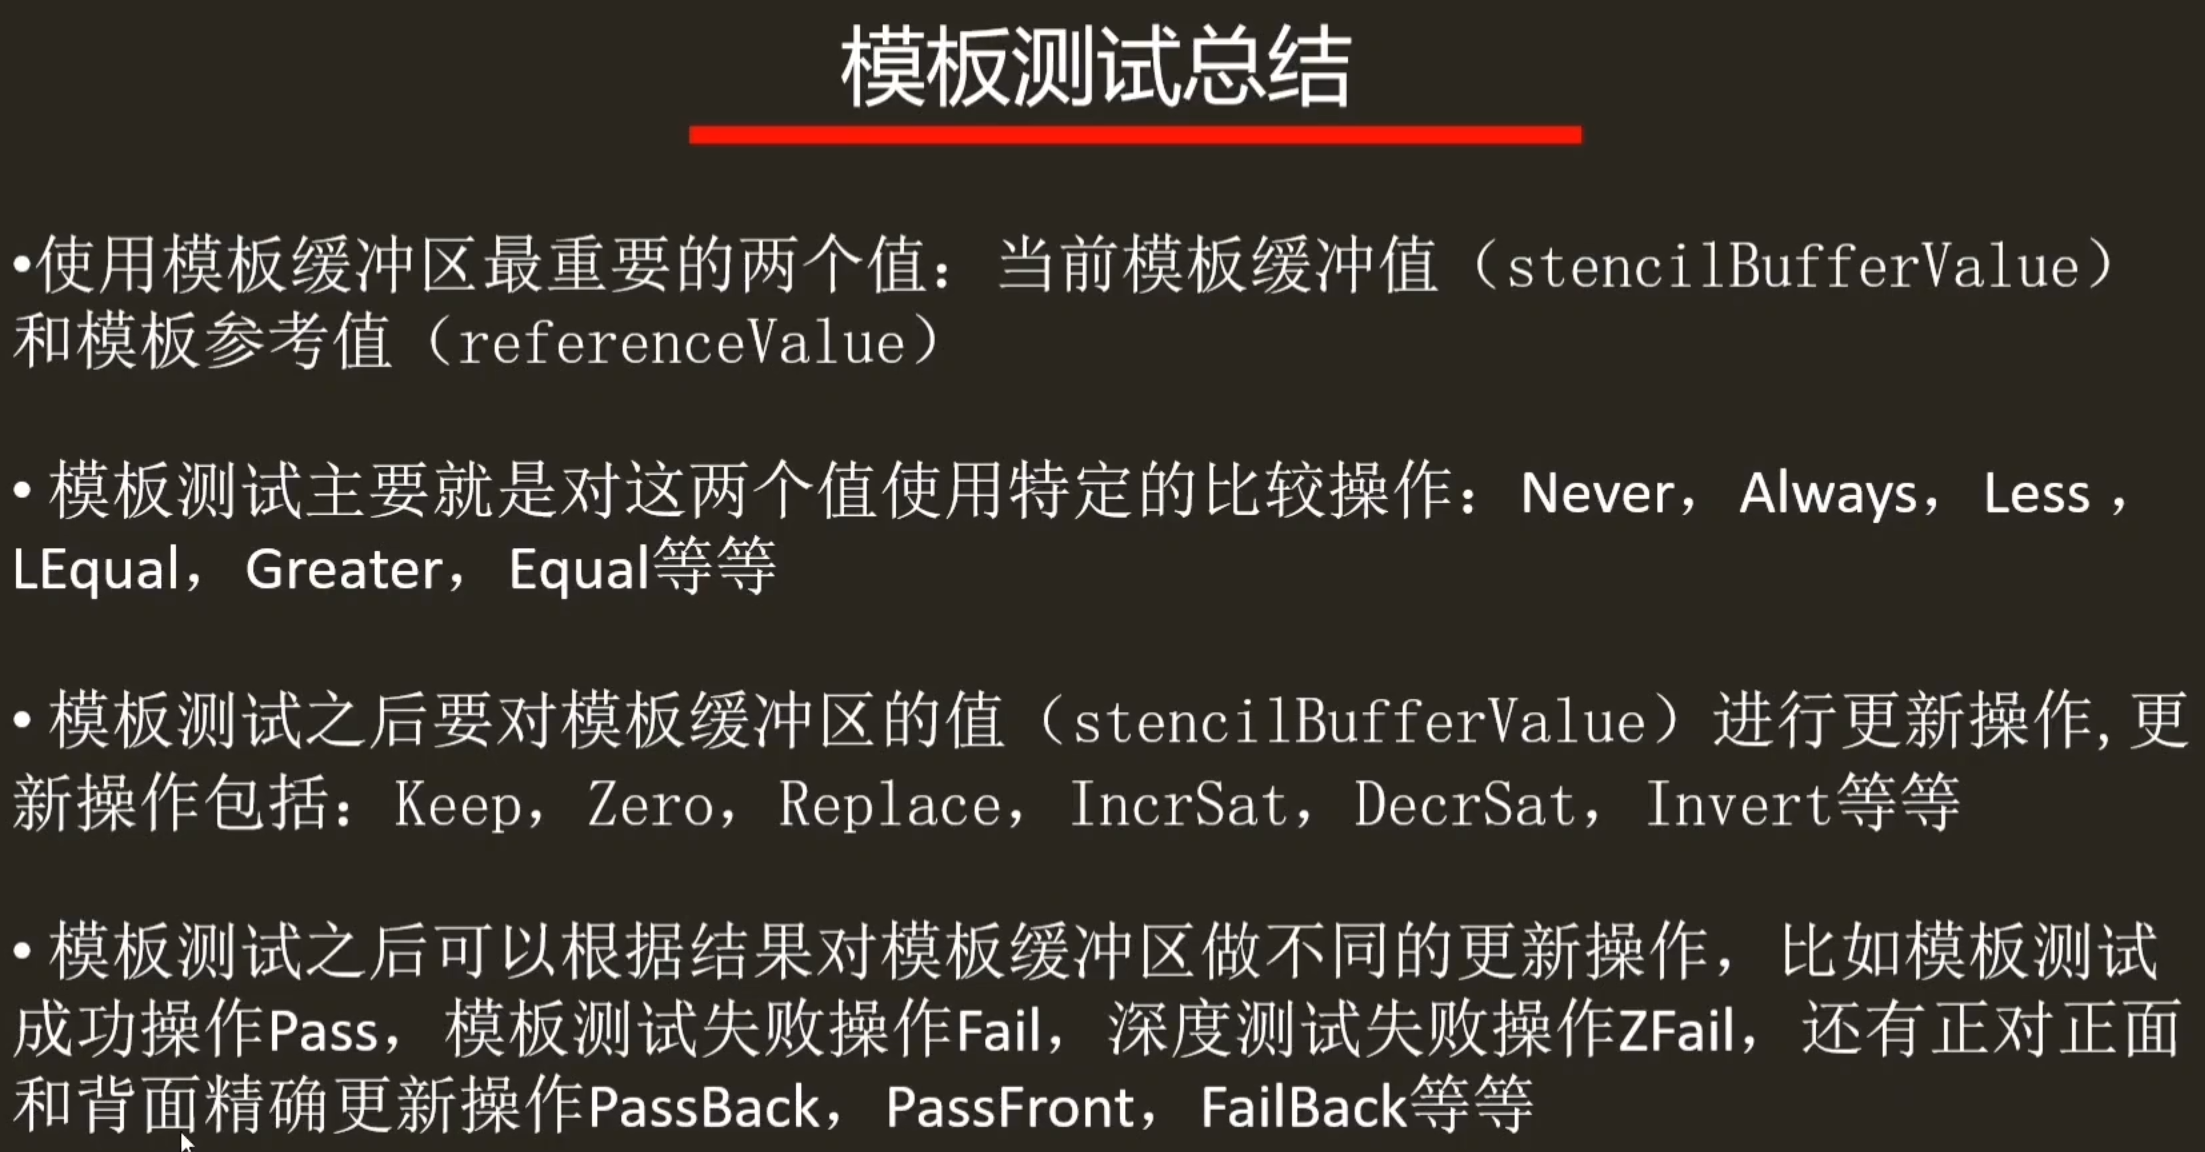 模板测试总结
•使用模板缓冲区最重要的两个值：当前模板缓冲值（stencilBufferValue）
和模板参考值（referenceValue）
• 模板测试主要就是对这两个值使用特定的比较操作：Never，Always，Less ，
LEqual，Greater，Equal等等
• 模板测试之后要对模板缓冲区的值（stencilBufferValue）进行更新操作,更
新操作包括：Keep，Zero，Replace，IncrSat，DecrSat，Invert等等
• 模板测试之后可以根据结果对模板缓冲区做不同的更新操作，比如模板测试
成功操作Pass，模板测试失败操作Fail，深度测试失败操作ZFail，还有正对正面
和背面精确更新操作PassBack，PassFront，FailBack等等